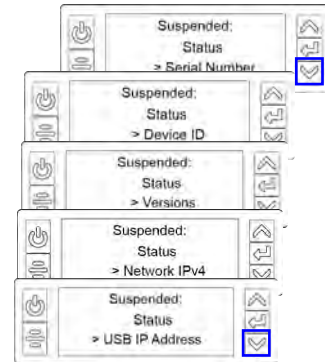 Suspended:
Status
> Serial Number
Suspended:
Status
> Device ID
Suspended:
Status
> Versions
Suspended:
Status
> Network IPv4
Suspended:
Status
> USB IP Address